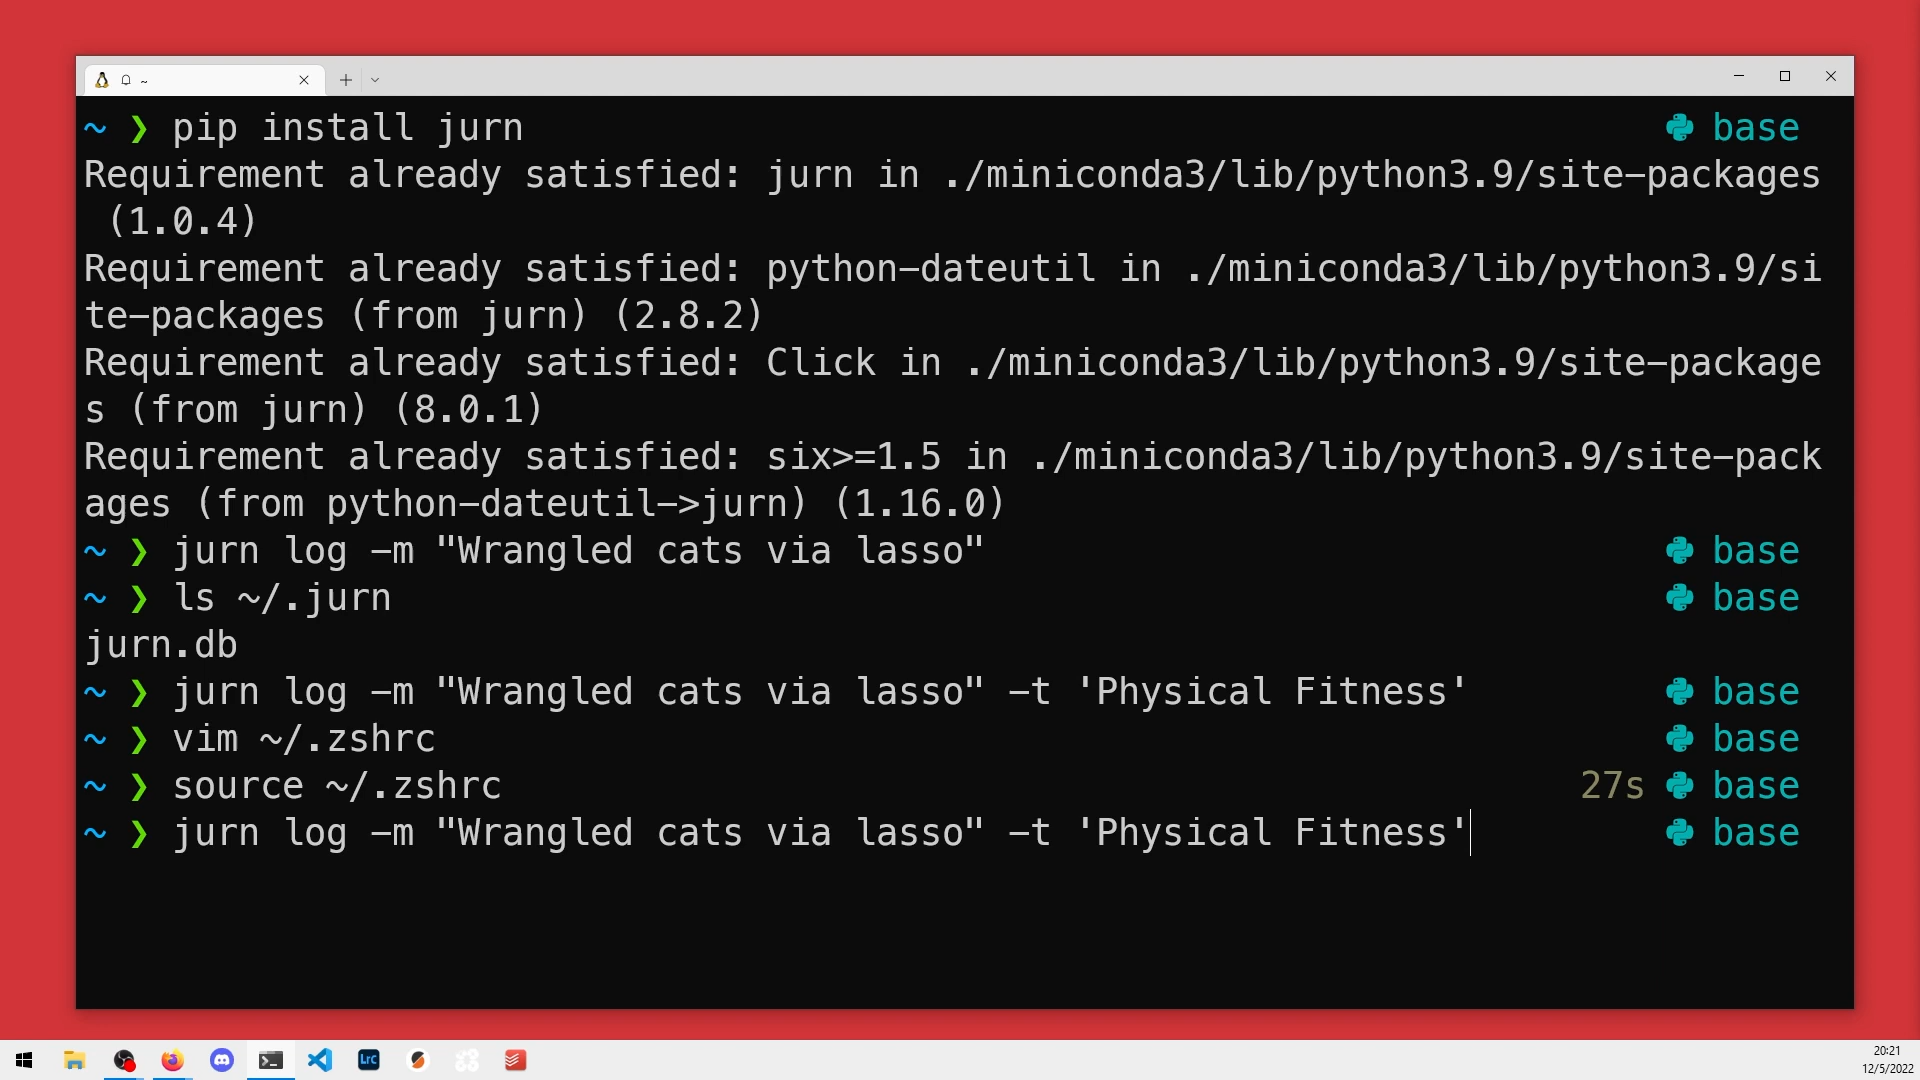 ~
~ ❯ pip install jurn base
Requirement already satisfied: jurn in ./miniconda3/lib/python3.9/site-packages
(1.0.4)
Requirement already satisfied: python-dateutil in ./miniconda3/lib/python3.9/si
te-packages (from jurn) (2.8.2)
Requirement already satisfied: Click in ./miniconda3/lib/python3.9/site-package
s (from jurn) (8.0.1)
Requirement already satisfied: six>=1.5 in ./miniconda3/lib/python3.9/site-pack
ages (from python-dateutil->jurn) (1.16.0)
~ ❯ jurn log -m "Wrangled cats via lasso" base
~ ❯ ls ~/.jurn base
jurn.db
~ ❯ jurn log -m "Wrangled cats via lasso" -t 'Physical Fitness' base
~ ❯ vim ~/.zshrc base
~ ❯ source ~/.zshrc 27s base
~ ❯ jurn log -m "Wrangled cats via lasso" -t 'Physical Fitness' base
Lrc
20:21
12/5/2022